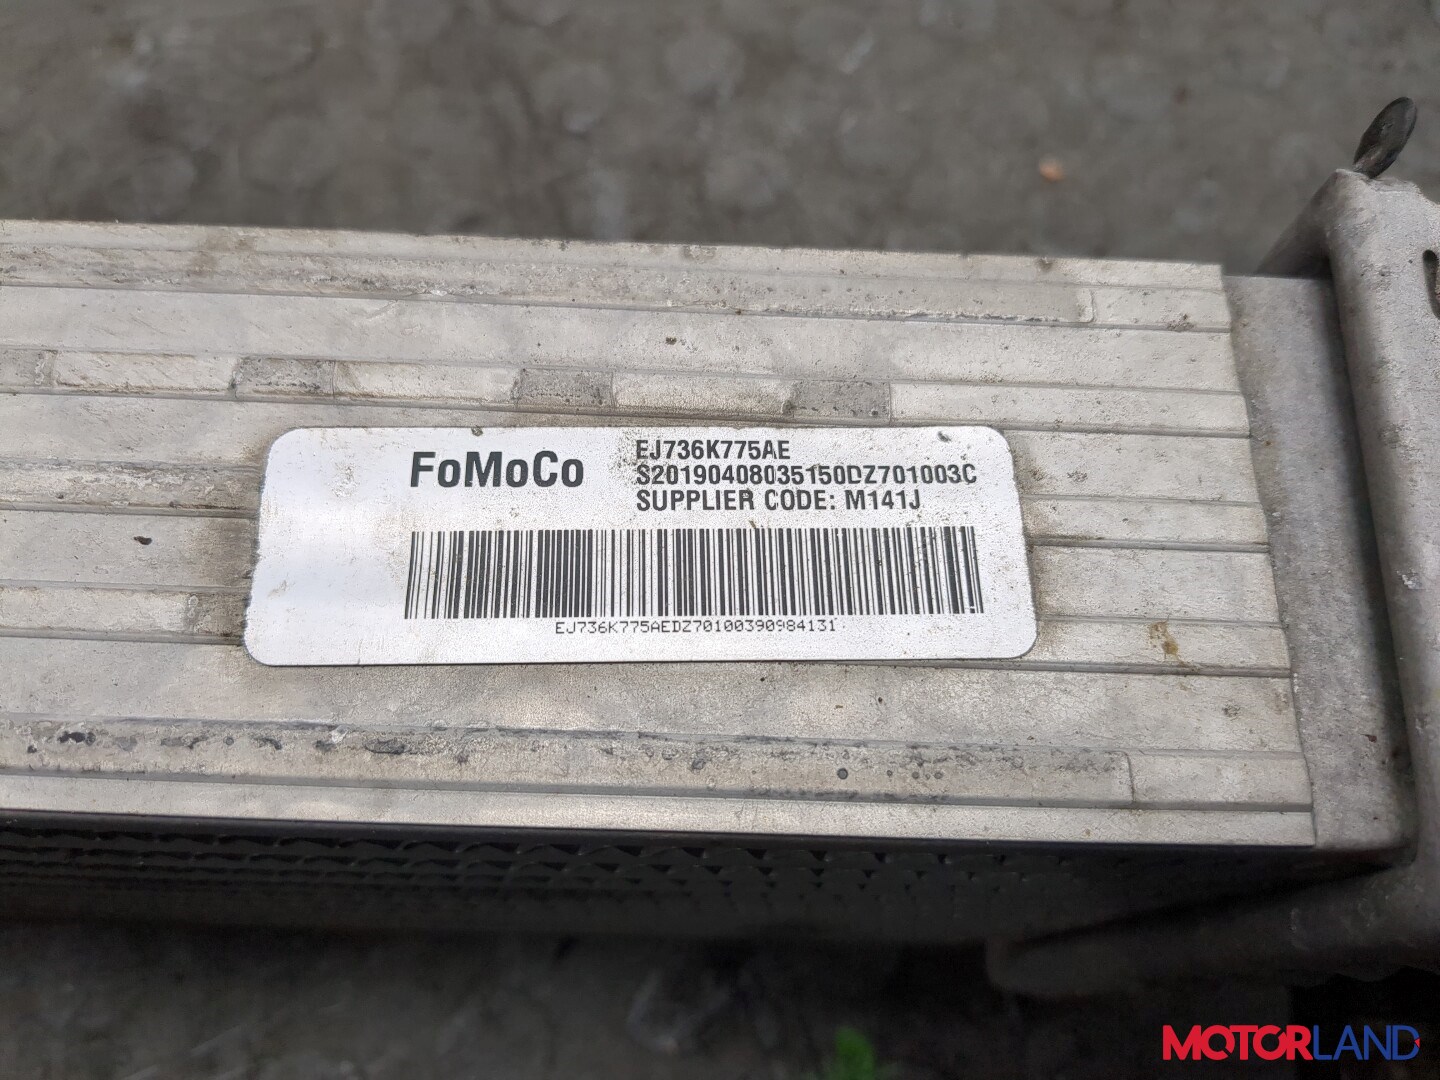 FoMoCo
EJ736K775AE
S20190408035150DZ701003C
SUPPLIER CODE: M141J
EJ736K775AEDZ70100390984131
MOTORLAND